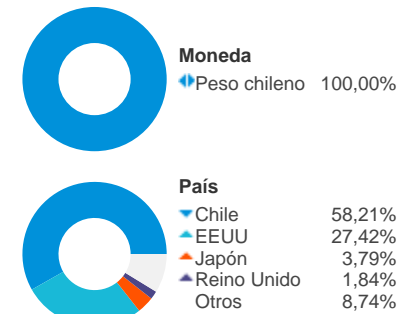 Moneda
Peso chileno 100,00%
País
Chile 58,21%
EEUU 27,42%
Japón 3,79%
Reino Unido 1,84%
Otros 8,74%